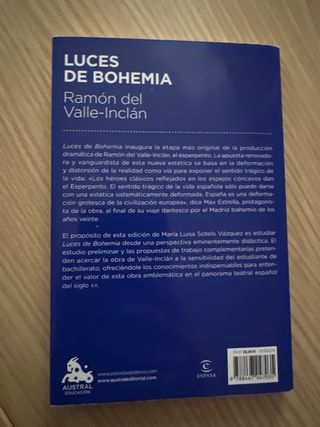 LUCES
DE BOHEMIA
Ramón del
Valle-Inclán
Luces de Bohemia inaugura la etapa más original de la producción
dramática de Ramón del Valle-Inclán, el esperpento. La apuesta renovado-
ra y vanguardista de esta nueva estética se basa en la deformación
y distorsión de la realidad como vía para exponer el sentido trágico de
la vida: «Los héroes clásicos reflejados en los espejos cóncavos dan
el Esperpento. El sentido trágico de la vida española sólo puede darse
con una estética sistemáticamente deformada. España es una deforma-
ción grotesca de la civilización europea», dice Max Estrella, protagonis-
ta de la obra, al final de su viaje dantesco por el Madrid bohemio de los
años veinte.
El propósito de esta edición de María Luisa Sotelo Vázquez es estudiar
Luces de Bohemia desde una perspectiva eminentemente didáctica. El
estudio preliminar y las propuestas de trabajo complementarias preten-
den acercar la obra de Valle-Inclán a la sensibilidad del estudiante de
bachillerato, ofreciéndole los conocimientos indispensables para enten-
der el valor de esta obra emblemática en el panorama teatral español
del siglo XX.
AUSTRAL
EDUCACIÓN
www.planetadelibros.com
www.australeditorial.com
ESPASA
9 788467 047035